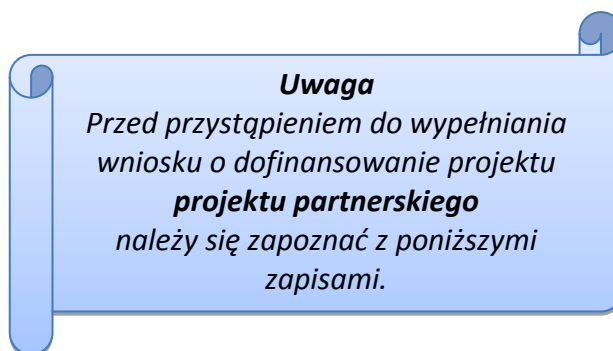 Uwaga
Przed przystąpieniem do wypełniania
wniosku o dofinansowanie projektu
projektu partnerskiego
należy się zapoznać z poniższymi
zapisami.